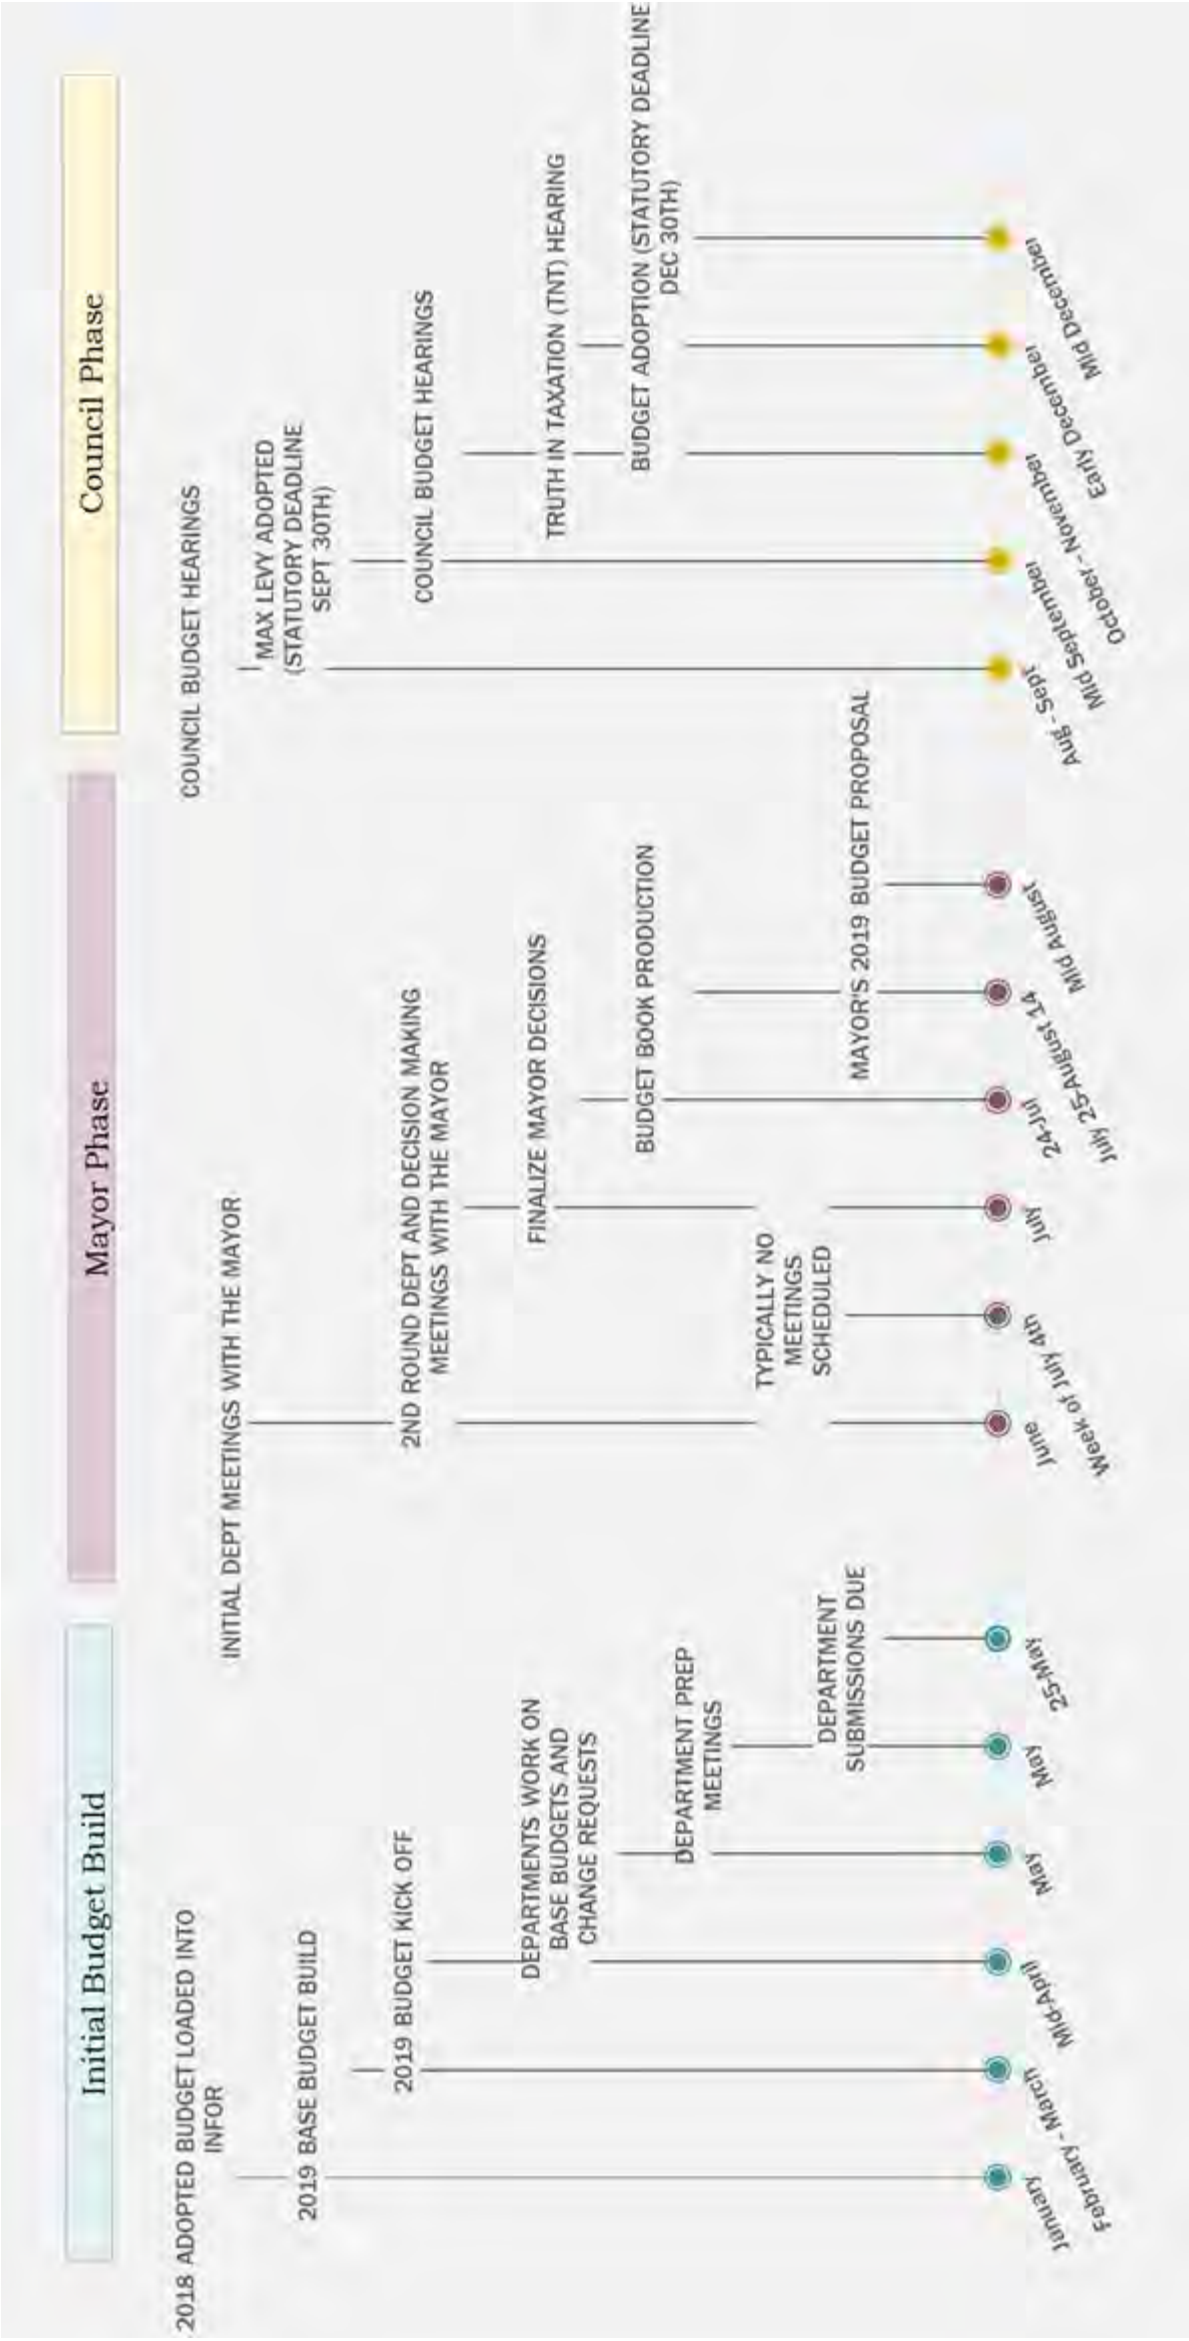 Initial Budget Build
Mayor Phase
Council Phase
2018 ADOPTED BUDGET LOADED INTO
INFOR
2019 BASE BUDGET BUILD
2019 BUDGET KICK OFF
DEPARTMENTS WORK ON
BASE BUDGETS AND
CHANGE REQUESTS
DEPARTMENT PREP
MEETINGS
DEPARTMENT
SUBMISSIONS DUE
INITIAL DEPT MEETINGS WITH THE MAYOR
TYPICALLY NO
MEETINGS
SCHEDULED
2ND ROUND DEPT AND DECISION MAKING
MEETINGS WITH THE MAYOR
FINALIZE MAYOR DECISIONS
BUDGET BOOK PRODUCTION
MAYOR'S 2019 BUDGET PROPOSAL
COUNCIL BUDGET HEARINGS
MAX LEVY ADOPTED
(STATUTORY DEADLINE
SEPT 30TH)
COUNCIL BUDGET HEARINGS
TRUTH IN TAXATION (TNT) HEARING
BUDGET ADOPTION (STATUTORY DEADLINE
DEC 30TH)
January
February - March
Mid-April
May
May
25-May
June
Week of July 4th
July
24-Jul
July 25-August 14
Mid August
Aug - Sept
Mid September
October - November
Early December
Mid December